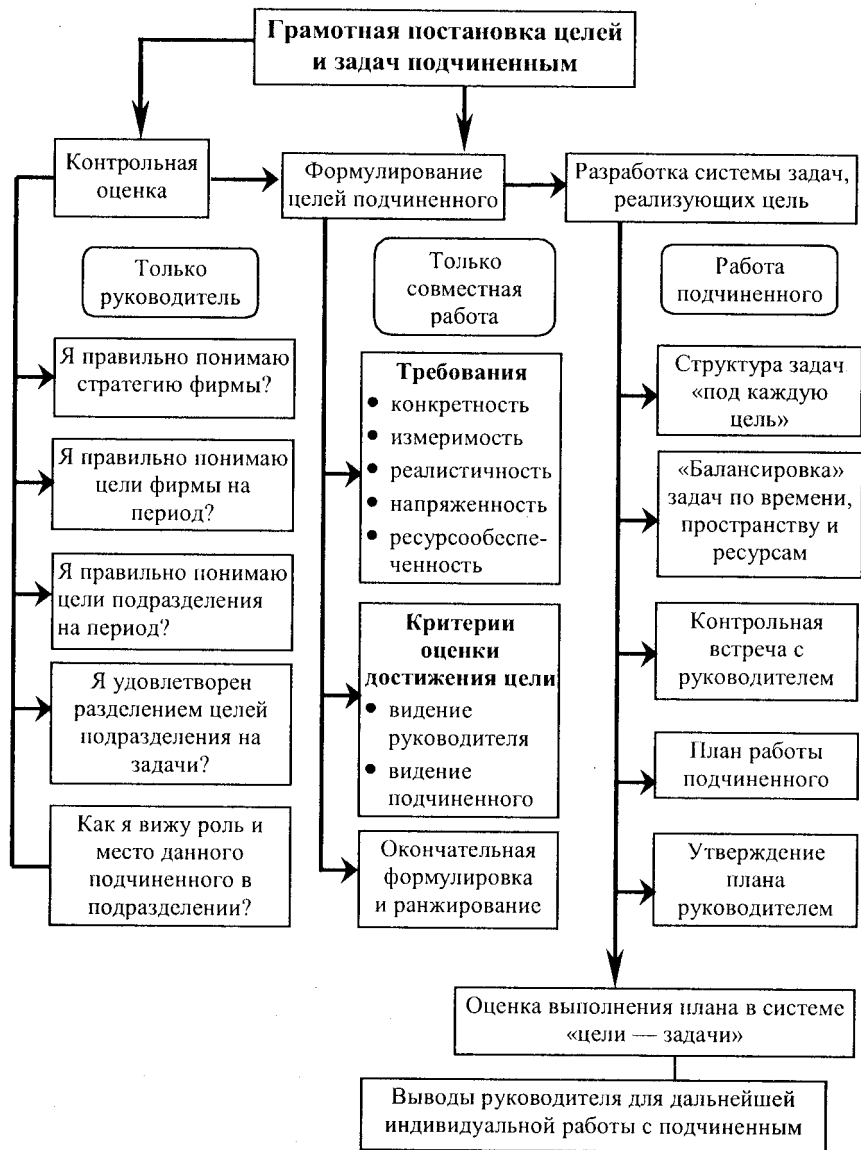 Грамотная постановка целей
и задач подчиненным
Контрольная
оценка
Формулирование
целей подчиненного
Разработка системы задач,
реализующих цель
Только
руководитель
Только
совместная
работа
Работа
подчиненного
Я правильно понимаю
стратегию фирмы?
Я правильно понимаю
цели фирмы на
период?
Я правильно понимаю
цели подразделения
на период?
Я удовлетворен
разделением целей
подразделения на
задачи?
Как я вижу роль и
место данного
подчиненного в
подразделении?
Требования
• конкретность
• измеримость
• реалистичность
• напряженность
• ресурсообеспе-
ченность
Критерии
оценки
достижения цели
• видение
руководителя
• видение
подчиненного
Окончательная
формулировка
и ранжирование
Структура задач
«под каждую
цель»
«Балансировка»
задач по времени,
пространству и
ресурсам
Контрольная
встреча с
руководителем
План работы
подчиненного
Утверждение
плана
руководителем
Оценка выполнения плана в системе
«цели — задачи»
Выводы руководителя для дальнейшей
индивидуальной работы с подчиненным